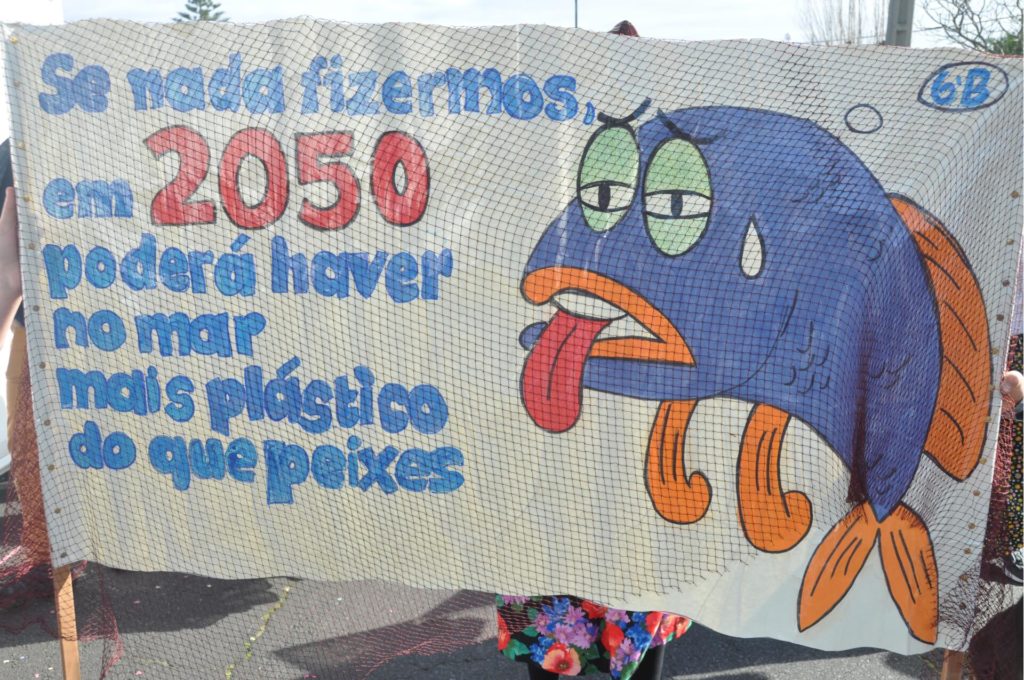 Se nada fizermos,
em 2050
poderá haver
no mar
mais plástico
do que peixes
6ºB